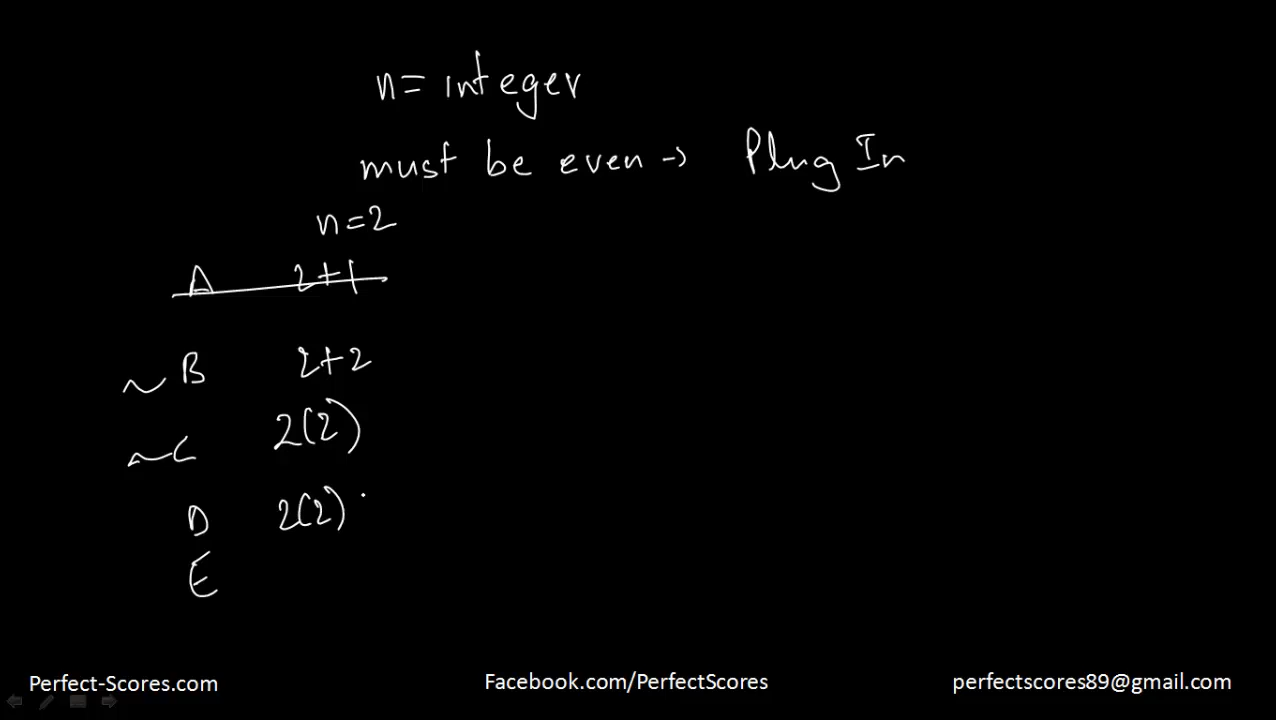 n = integer
must be even → Plug In
n = 2
A 2+1
~ B 2+2
~ C 2(2)
D 2(2)
E
Perfect-Scores.com Facebook.com/PerfectScores perfectscores89@gmail.com